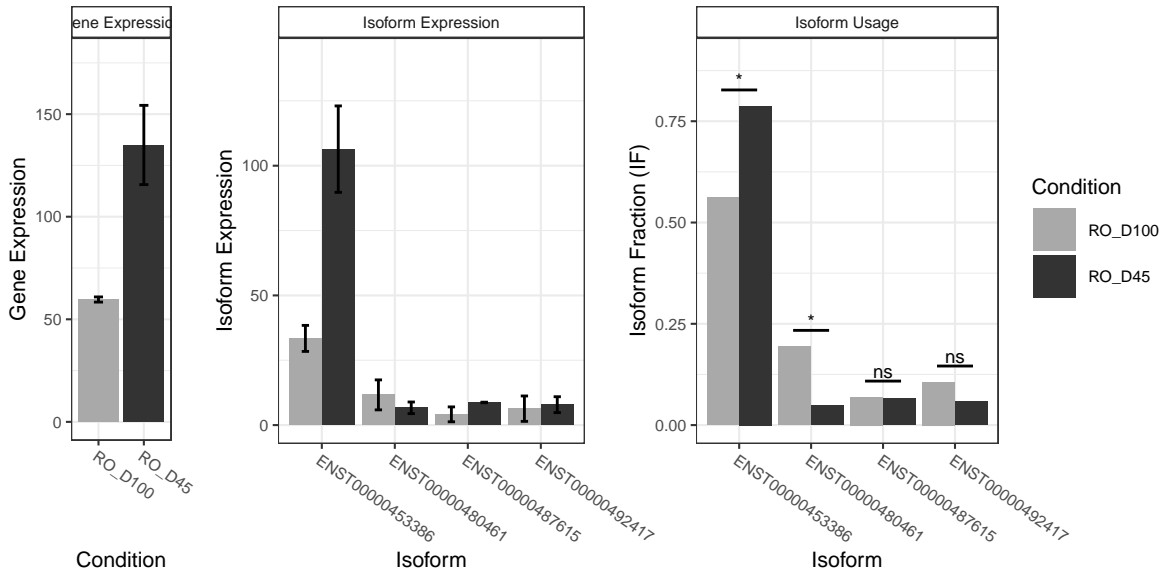 ene Expressio
Isoform Expression
Isoform Usage
Gene Expression
150
100
50
0
RO_D100
RO_D45
Condition
Isoform Expression
100
50
0
ENST00000453386
ENST00000480461
ENST00000487615
ENST00000492417
Isoform
Isoform Fraction (IF)
0.75
0.50
0.25
0.00
*
*
ns
ns
ENST00000453386
ENST00000480461
ENST00000487615
ENST00000492417
Isoform
Condition
RO_D100
RO_D45